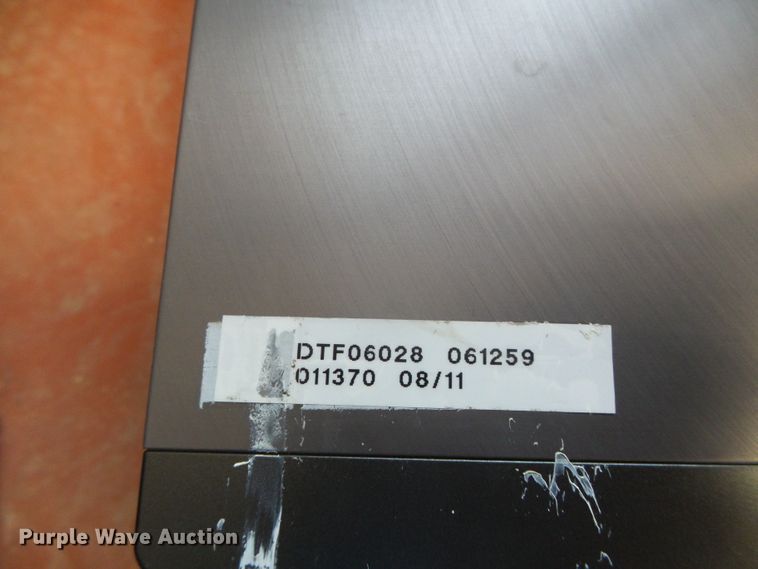 DTF06028 061259
011370 08/11
Purple Wave Auction